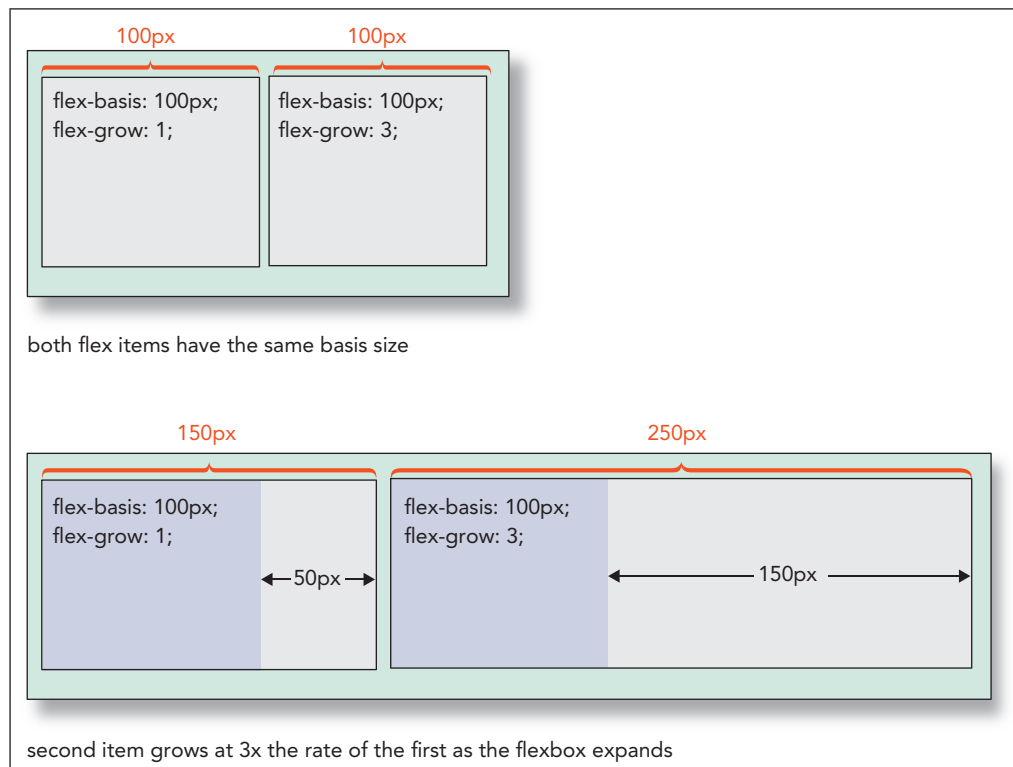 100px 100px
flex-basis: 100px; flex-basis: 100px;
flex-grow: 1; flex-grow: 3;
both flex items have the same basis size
150px 250px
flex-basis: 100px; flex-basis: 100px;
flex-grow: 1; flex-grow: 3;
50px 150px
second item grows at 3x the rate of the first as the flexbox expands